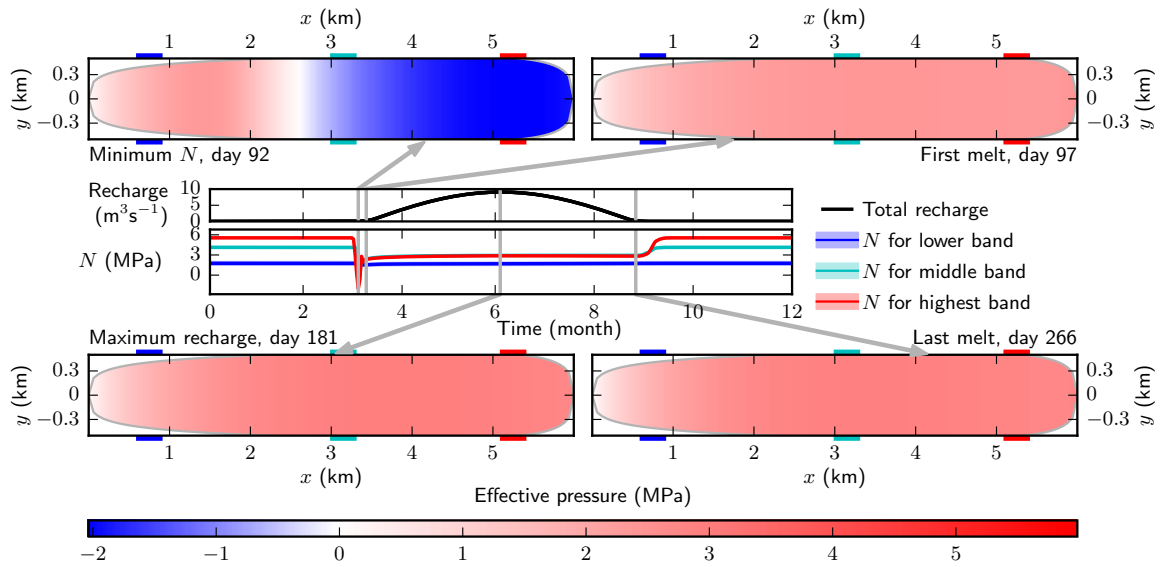 x (km)
x (km)
1 2 3 4 5
1 2 3 4 5
y (km)
0.3
0
−0.3
0.3
0
−0.3
y (km)
Minimum N, day 92
First melt, day 97
Recharge
(m³s⁻¹)
10
5
0
N (MPa)
6
3
0
0 2 4 6 8 10 12
Time (month)
Total recharge
N for lower band
N for middle band
N for highest band
Maximum recharge, day 181
Last melt, day 266
y (km)
0.3
0
−0.3
0.3
0
−0.3
y (km)
1 2 3 4 5
1 2 3 4 5
x (km)
x (km)
Effective pressure (MPa)
−2 −1 0 1 2 3 4 5